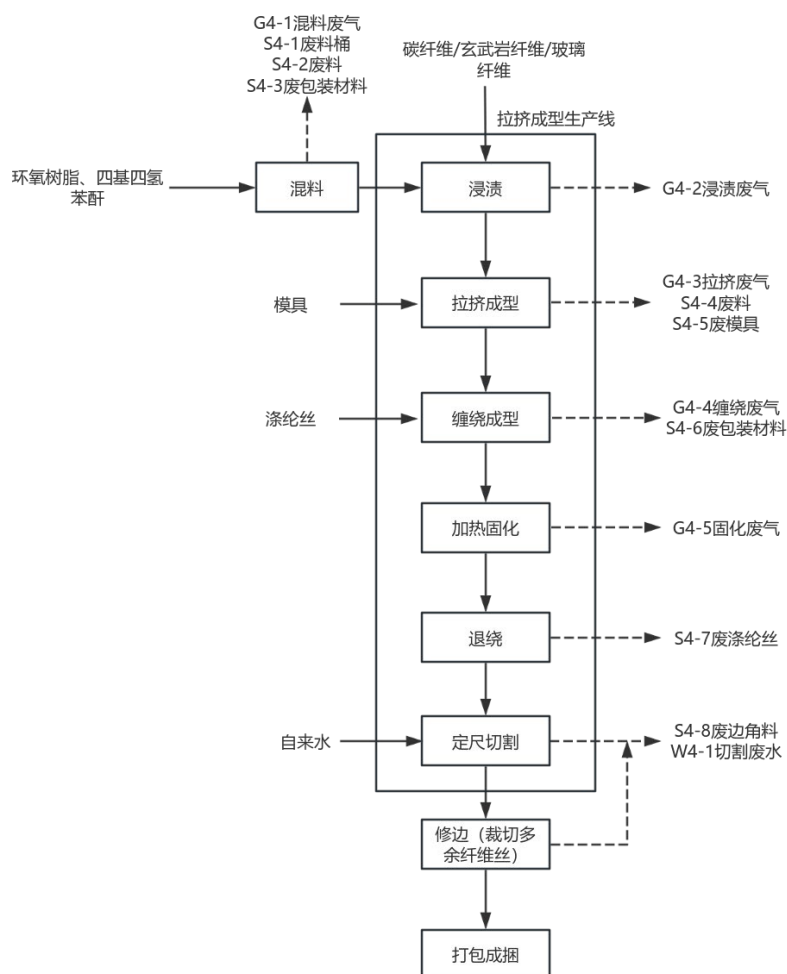 G4-1混料废气
S4-1废料桶
S4-2废料
S4-3废包装材料
碳纤维/玄武岩纤维/玻璃
纤维
拉挤成型生产线
环氧树脂、四基四氢
苯酐
混料
浸渍
G4-2浸渍废气
模具
拉挤成型
G4-3拉挤废气
S4-4废料
S4-5废模具
涤纶丝
缠绕成型
G4-4缠绕废气
S4-6废包装材料
加热固化
G4-5固化废气
退绕
S4-7废涤纶丝
自来水
定尺切割
S4-8废边角料
W4-1切割废水
修边（裁切多
余纤维丝）
打包成捆